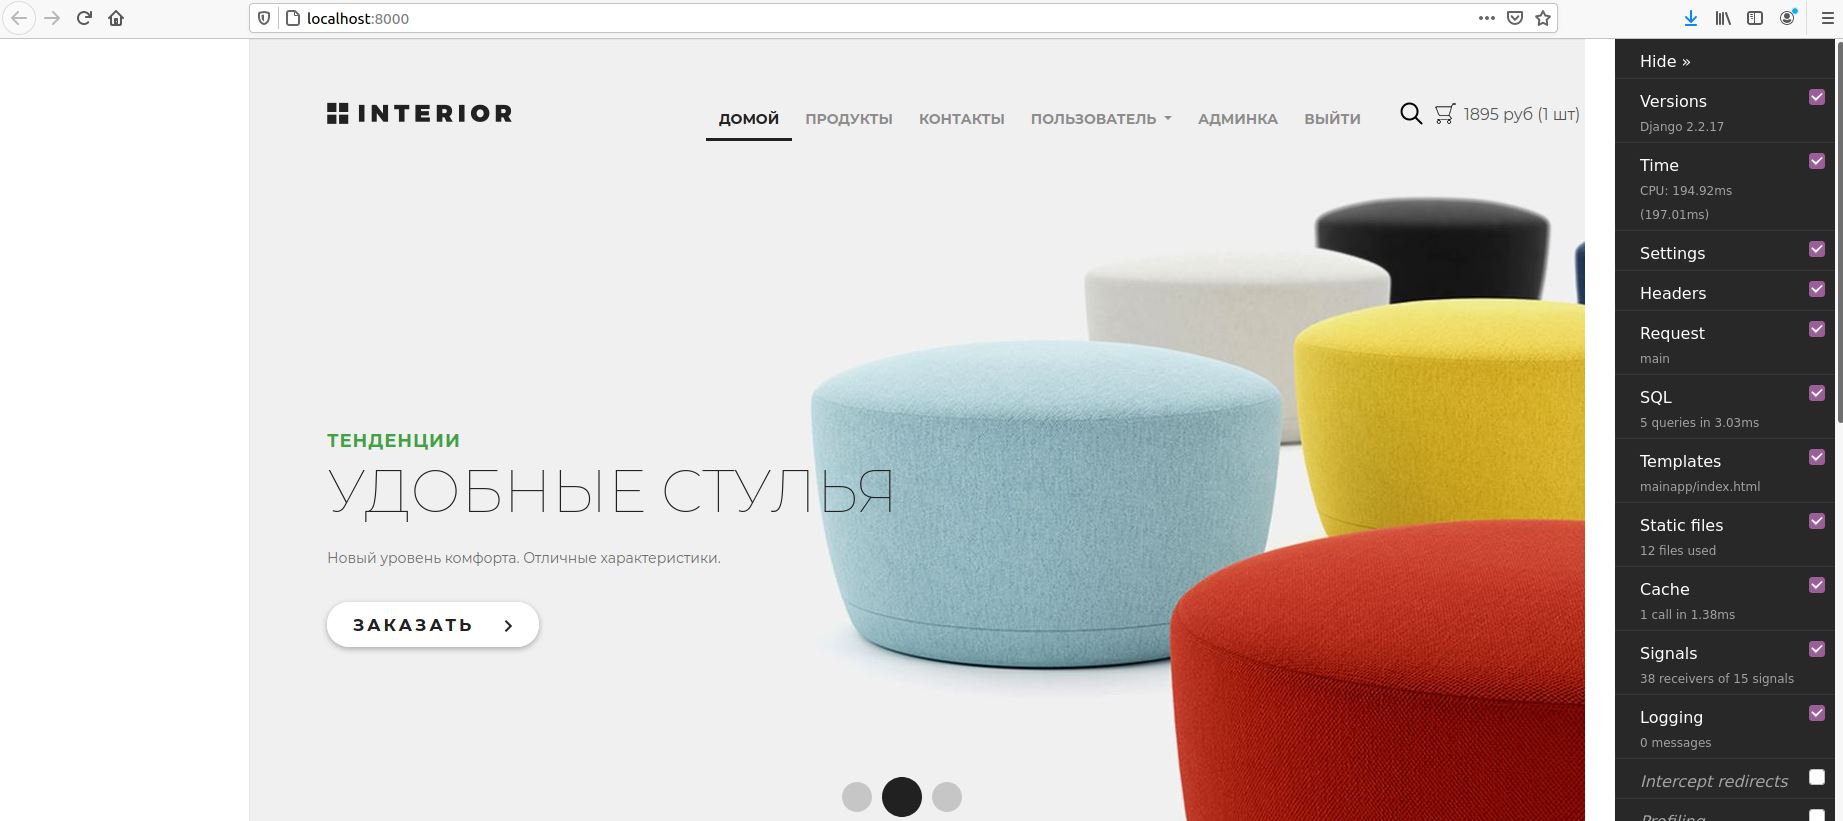 localhost:8000
INTERIOR
ДОМОЙ ПРОДУКТЫ КОНТАКТЫ ПОЛЬЗОВАТЕЛЬ АДМИНКА ВЫЙТИ 1895 руб (1 шт)
ТЕНДЕНЦИИ
УДОБНЫЕ СТУЛЬЯ
Новый уровень комфорта. Отличные характеристики.
ЗАКАЗАТЬ
Hide »
Versions
Django 2.2.17
Time
CPU: 194.92ms
(197.01ms)
Settings
Headers
Request
main
SQL
5 queries in 3.03ms
Templates
mainapp/index.html
Static files
12 files used
Cache
1 call in 1.38ms
Signals
38 receivers of 15 signals
Logging
0 messages
Intercept redirects
Profiling